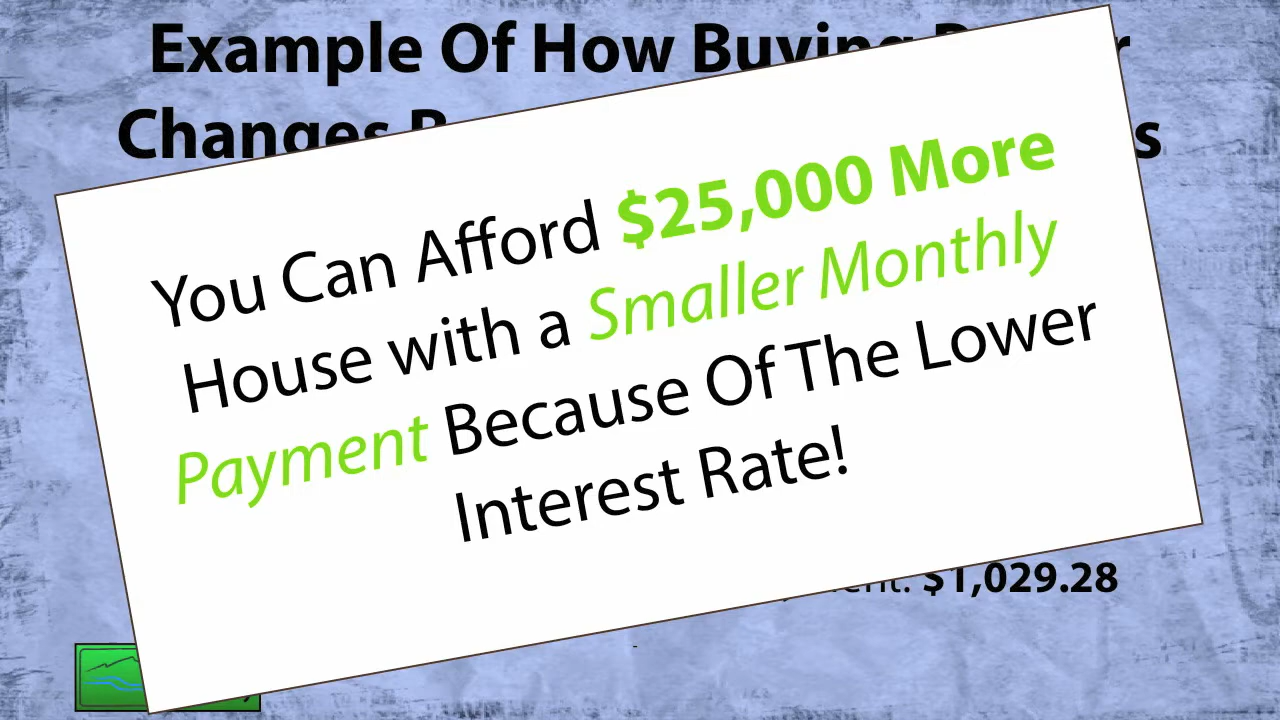 Example Of How Buying
Changes
You Can Afford $25,000 More
House with a Smaller Monthly
Payment Because Of The Lower
Interest Rate!
$1,029.28